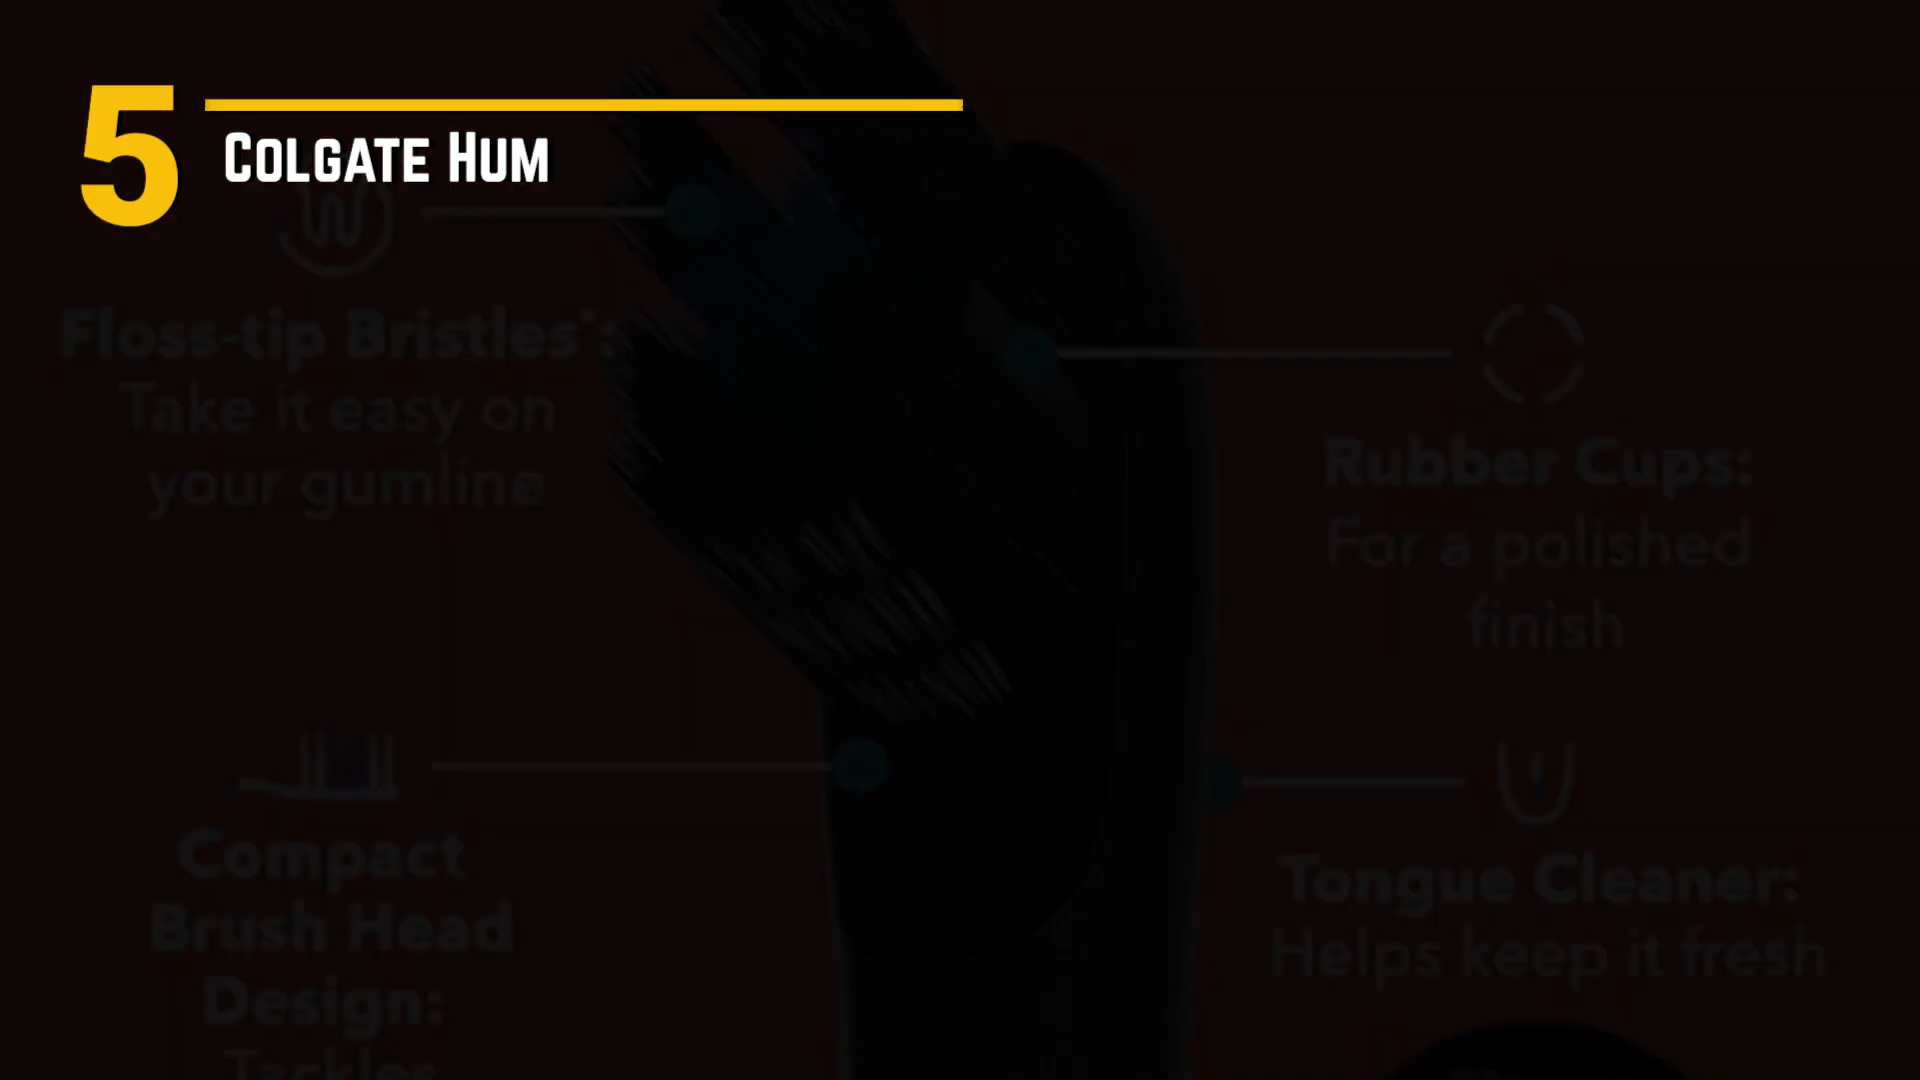 5
COLGATE HUM
Floss-tip Bristles*:
Take it easy on
your gumline
Rubber Cups:
For a polished
finish
Compact
Brush Head
Design:
Tackles
Tongue Cleaner:
Helps keep it fresh